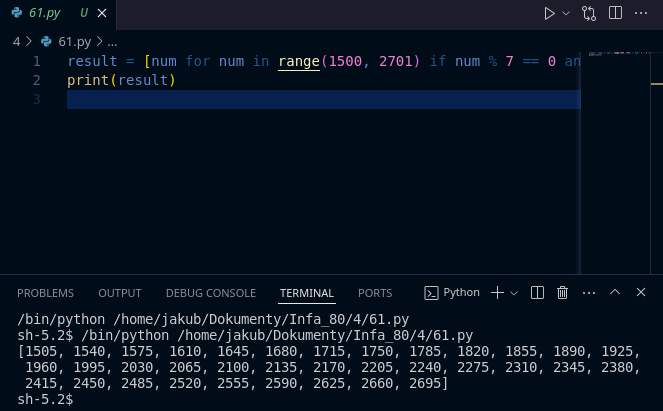 61.py U
4 > 61.py > ...
1 result = [num for num in range(1500, 2701) if num % 7 == 0 an
2 print(result)
3
PROBLEMS OUTPUT DEBUG CONSOLE TERMINAL PORTS Python
/bin/python /home/jakub/Dokumenty/Infa_80/4/61.py
sh-5.2$ /bin/python /home/jakub/Dokumenty/Infa_80/4/61.py
[1505, 1540, 1575, 1610, 1645, 1680, 1715, 1750, 1785, 1820, 1855, 1890, 1925,
1960, 1995, 2030, 2065, 2100, 2135, 2170, 2205, 2240, 2275, 2310, 2345, 2380,
2415, 2450, 2485, 2520, 2555, 2590, 2625, 2660, 2695]
sh-5.2$